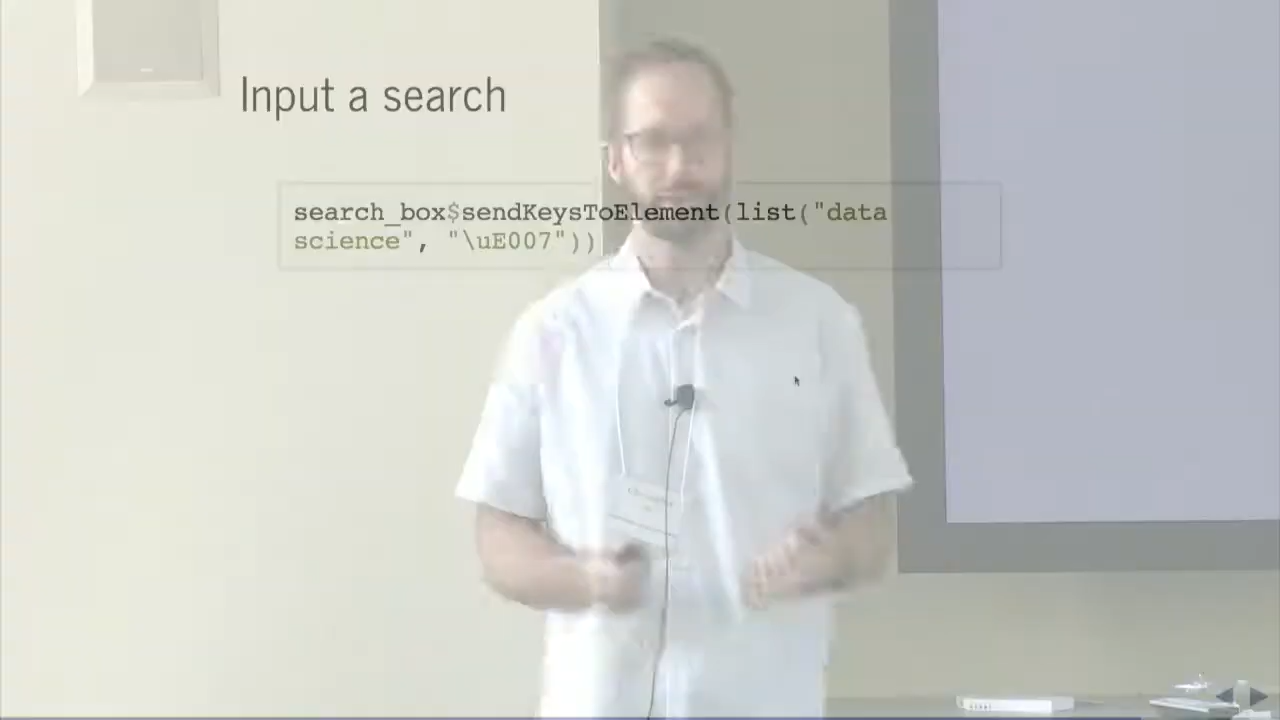 Input a search
search_box$sendKeysToElement(list("data
science", "\uE007"))